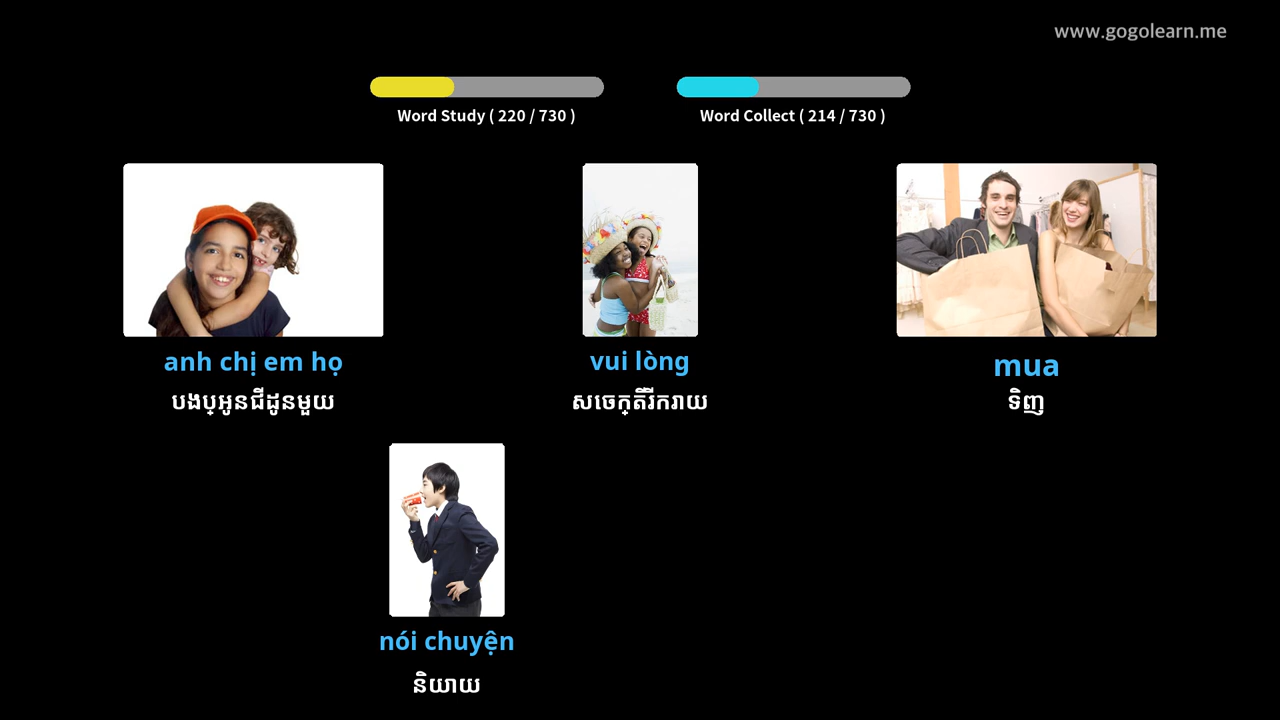 www.gogolearn.me
Word Study ( 220 / 730 )
Word Collect ( 214 / 730 )
anh chị em họ
vui lòng
mua
បងប្អូនជីដូនមួយ
សេចក្តីរីករាយ
ទិញ
nói chuyện
និយាយ